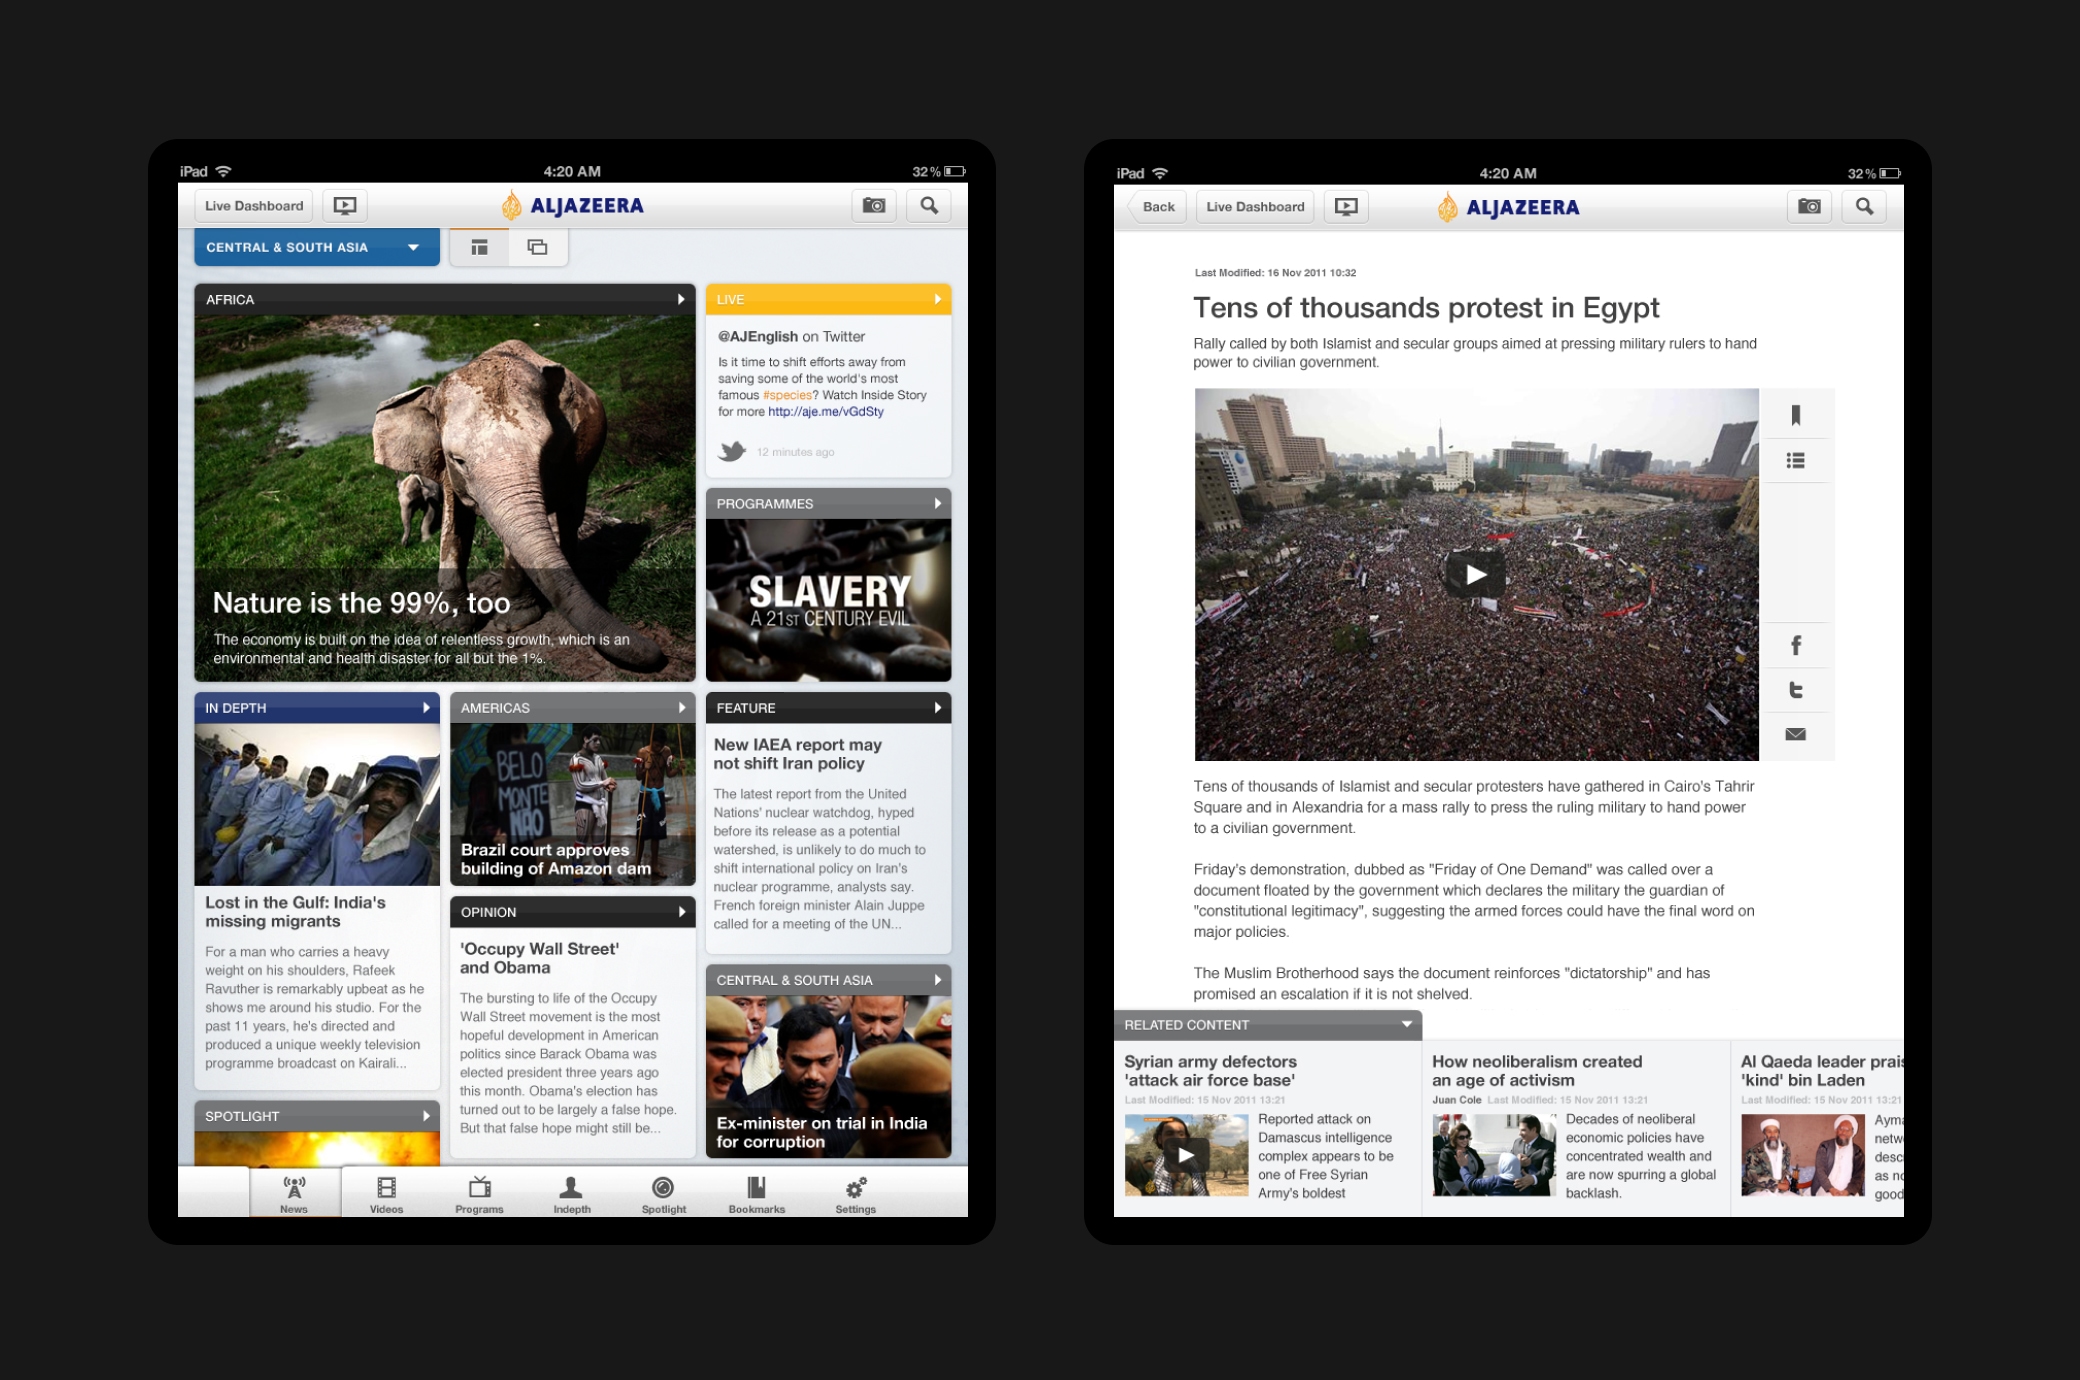 iPad
4:20 AM
32%
Live Dashboard
ALJAZEERA
CENTRAL & SOUTH ASIA
AFRICA
Nature is the 99%, too
The economy is built on the idea of relentless growth, which is an
environmental and health disaster for all but the 1%.
LIVE
@AJEnglish on Twitter
Is it time to shift efforts away from
saving some of the world's most
famous #species? Watch Inside Story
for more http://aje.me/vGdSty
12 minutes ago
PROGRAMMES
SLAVERY
A 21ST CENTURY EVIL
IN DEPTH
Lost in the Gulf: India's
missing migrants
For a man who carries a heavy
weight on his shoulders, Rafeek
Ravuther is remarkably upbeat as he
shows me around his studio. For the
past 11 years, he's directed and
produced a unique weekly television
programme broadcast on Kairali...
SPOTLIGHT
AMERICAS
BELO
MONTE
NÃO
Brazil court approves
building of Amazon dam
OPINION
'Occupy Wall Street'
and Obama
The bursting to life of the Occupy
Wall Street movement is the most
hopeful development in American
politics since Barack Obama was
elected president three years ago
this month. Obama's election has
turned out to be largely a false hope.
But that false hope might still be...
FEATURE
New IAEA report may
not shift Iran policy
The latest report from the United
Nations' nuclear watchdog, hyped
before its release as a potential
watershed, is unlikely to do much to
shift international policy on Iran's
nuclear programme, analysts say.
French foreign minister Alain Juppe
called for a meeting of the UN...
CENTRAL & SOUTH ASIA
Ex-minister on trial in India
for corruption
News
Videos
Programs
Indepth
Spotlight
Bookmarks
Settings
iPad
4:20 AM
32%
Back
Live Dashboard
ALJAZEERA
Last Modified: 16 Nov 2011 10:32
Tens of thousands protest in Egypt
Rally called by both Islamist and secular groups aimed at pressing military rulers to hand
power to civilian government.
Tens of thousands of Islamist and secular protesters have gathered in Cairo's Tahrir
Square and in Alexandria for a mass rally to press the ruling military to hand power
to a civilian government.
Friday's demonstration, dubbed as "Friday of One Demand" was called over a
document floated by the government which declares the military the guardian of
"constitutional legitimacy", suggesting the armed forces could have the final word on
major policies.
The Muslim Brotherhood says the document reinforces "dictatorship" and has
promised an escalation if it is not shelved.
RELATED CONTENT
Syrian army defectors
'attack air force base'
Last Modified: 15 Nov 2011 13:21
Reported attack on
Damascus intelligence
complex appears to be
one of Free Syrian
Army's boldest
How neoliberalism created
an age of activism
Juan Cole Last Modified: 15 Nov 2011 13:21
Decades of neoliberal
economic policies have
concentrated wealth and
are now spurring a global
backlash.
Al Qaeda leader prais
'kind' bin Laden
Last Modified: 15 Nov 2011 13:21
Ayma
netw
desc
as no
good